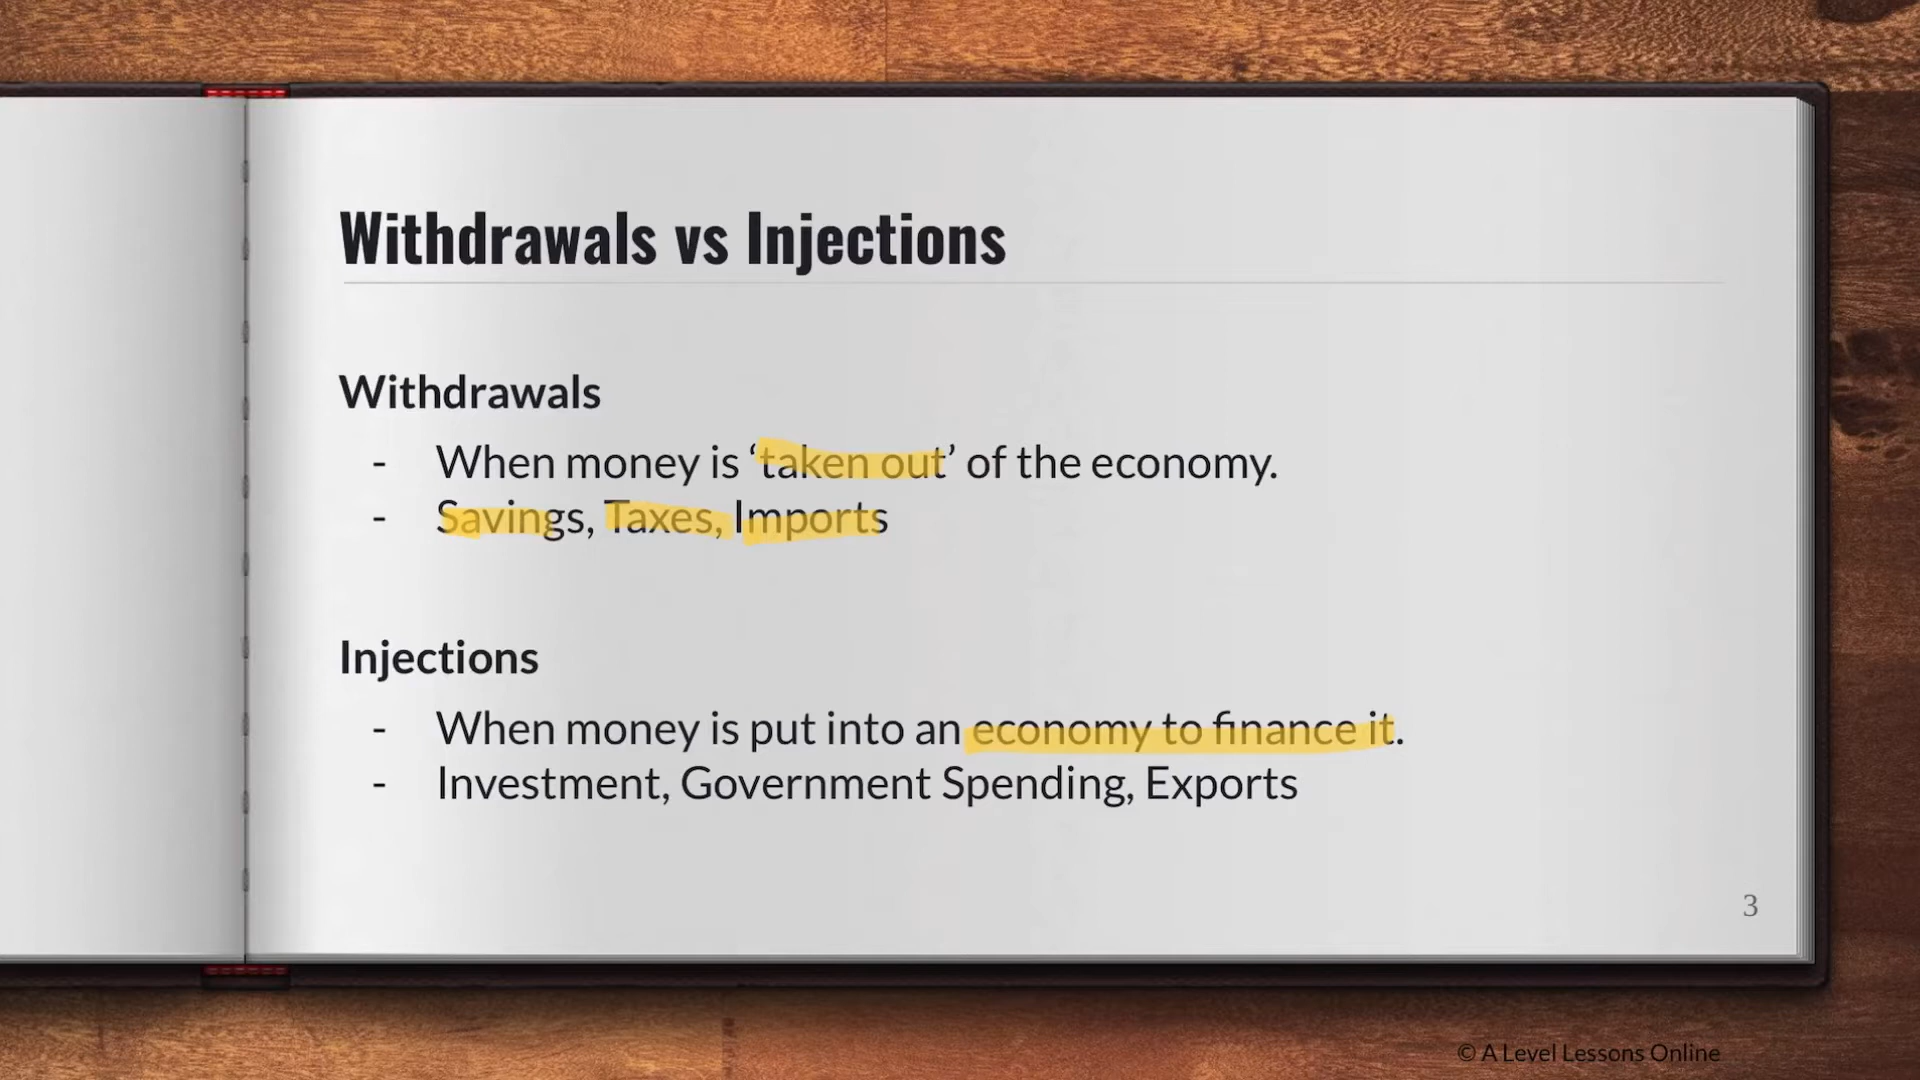 Withdrawals vs Injections
Withdrawals
- When money is ‘taken out’ of the economy.
- Savings, Taxes, Imports
Injections
- When money is put into an economy to finance it.
- Investment, Government Spending, Exports
3
© A Level Lessons Online